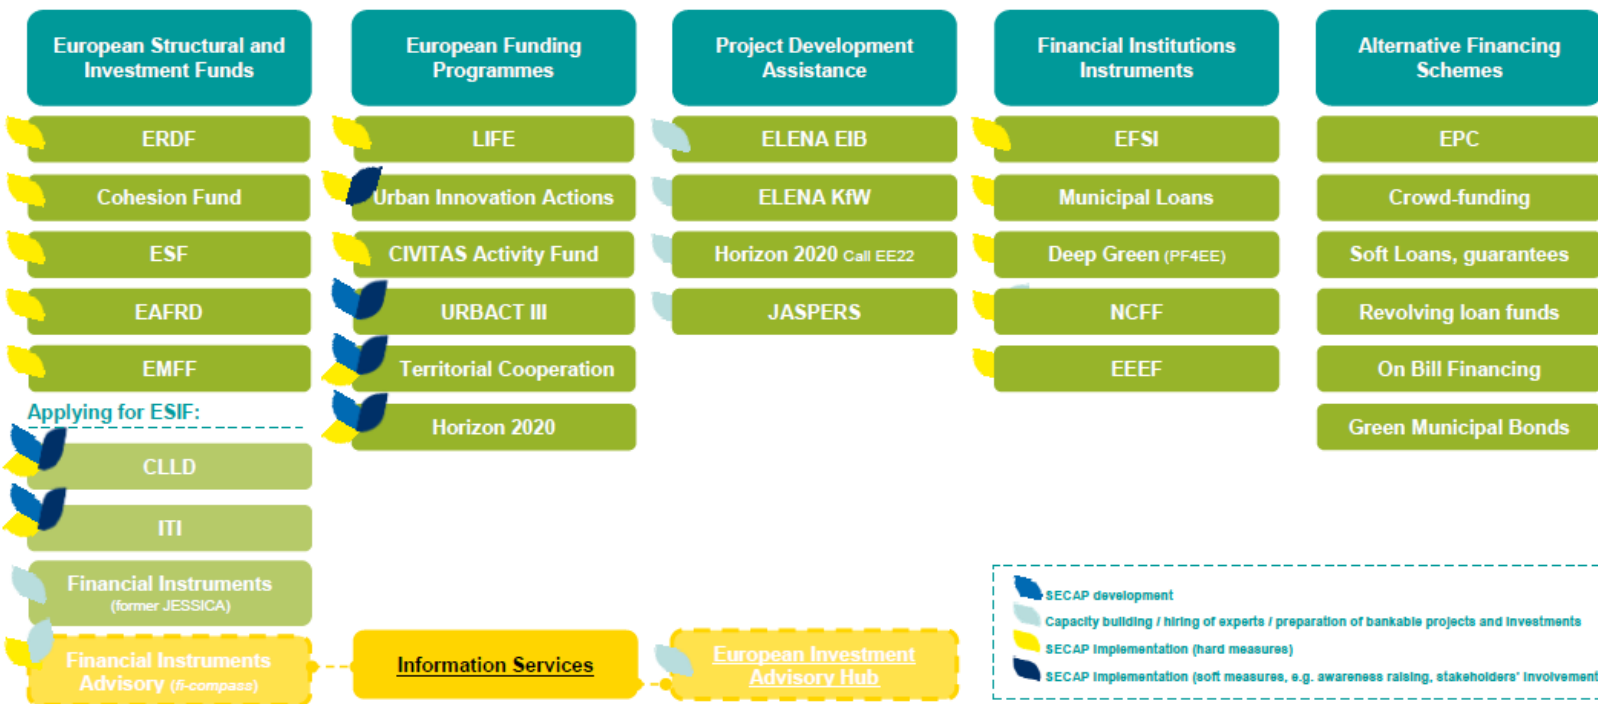 European Structural and
Investment Funds
ERDF
Cohesion Fund
ESF
EAFRD
EMFF
Applying for ESIF:
CLLD
ITI
Financial Instruments
(former JESSICA)
Financial Instruments
Advisory (fi-compass)
European Funding
Programmes
LIFE
Urban Innovation Actions
CIVITAS Activity Fund
URBACT III
Territorial Cooperation
Horizon 2020
Information Services
Project Development
Assistance
ELENA EIB
ELENA KfW
Horizon 2020 Call EE22
JASPERS
European Investment
Advisory Hub
Financial Institutions
Instruments
EFSI
Municipal Loans
Deep Green (PF4EE)
NCFF
EEEF
Alternative Financing
Schemes
EPC
Crowd-funding
Soft Loans, guarantees
Revolving loan funds
On Bill Financing
Green Municipal Bonds
SECAP development
Capacity building / hiring of experts / preparation of bankable projects and investments
SECAP implementation (hard measures)
SECAP implementation (soft measures, e.g. awareness raising, stakeholders' involvement